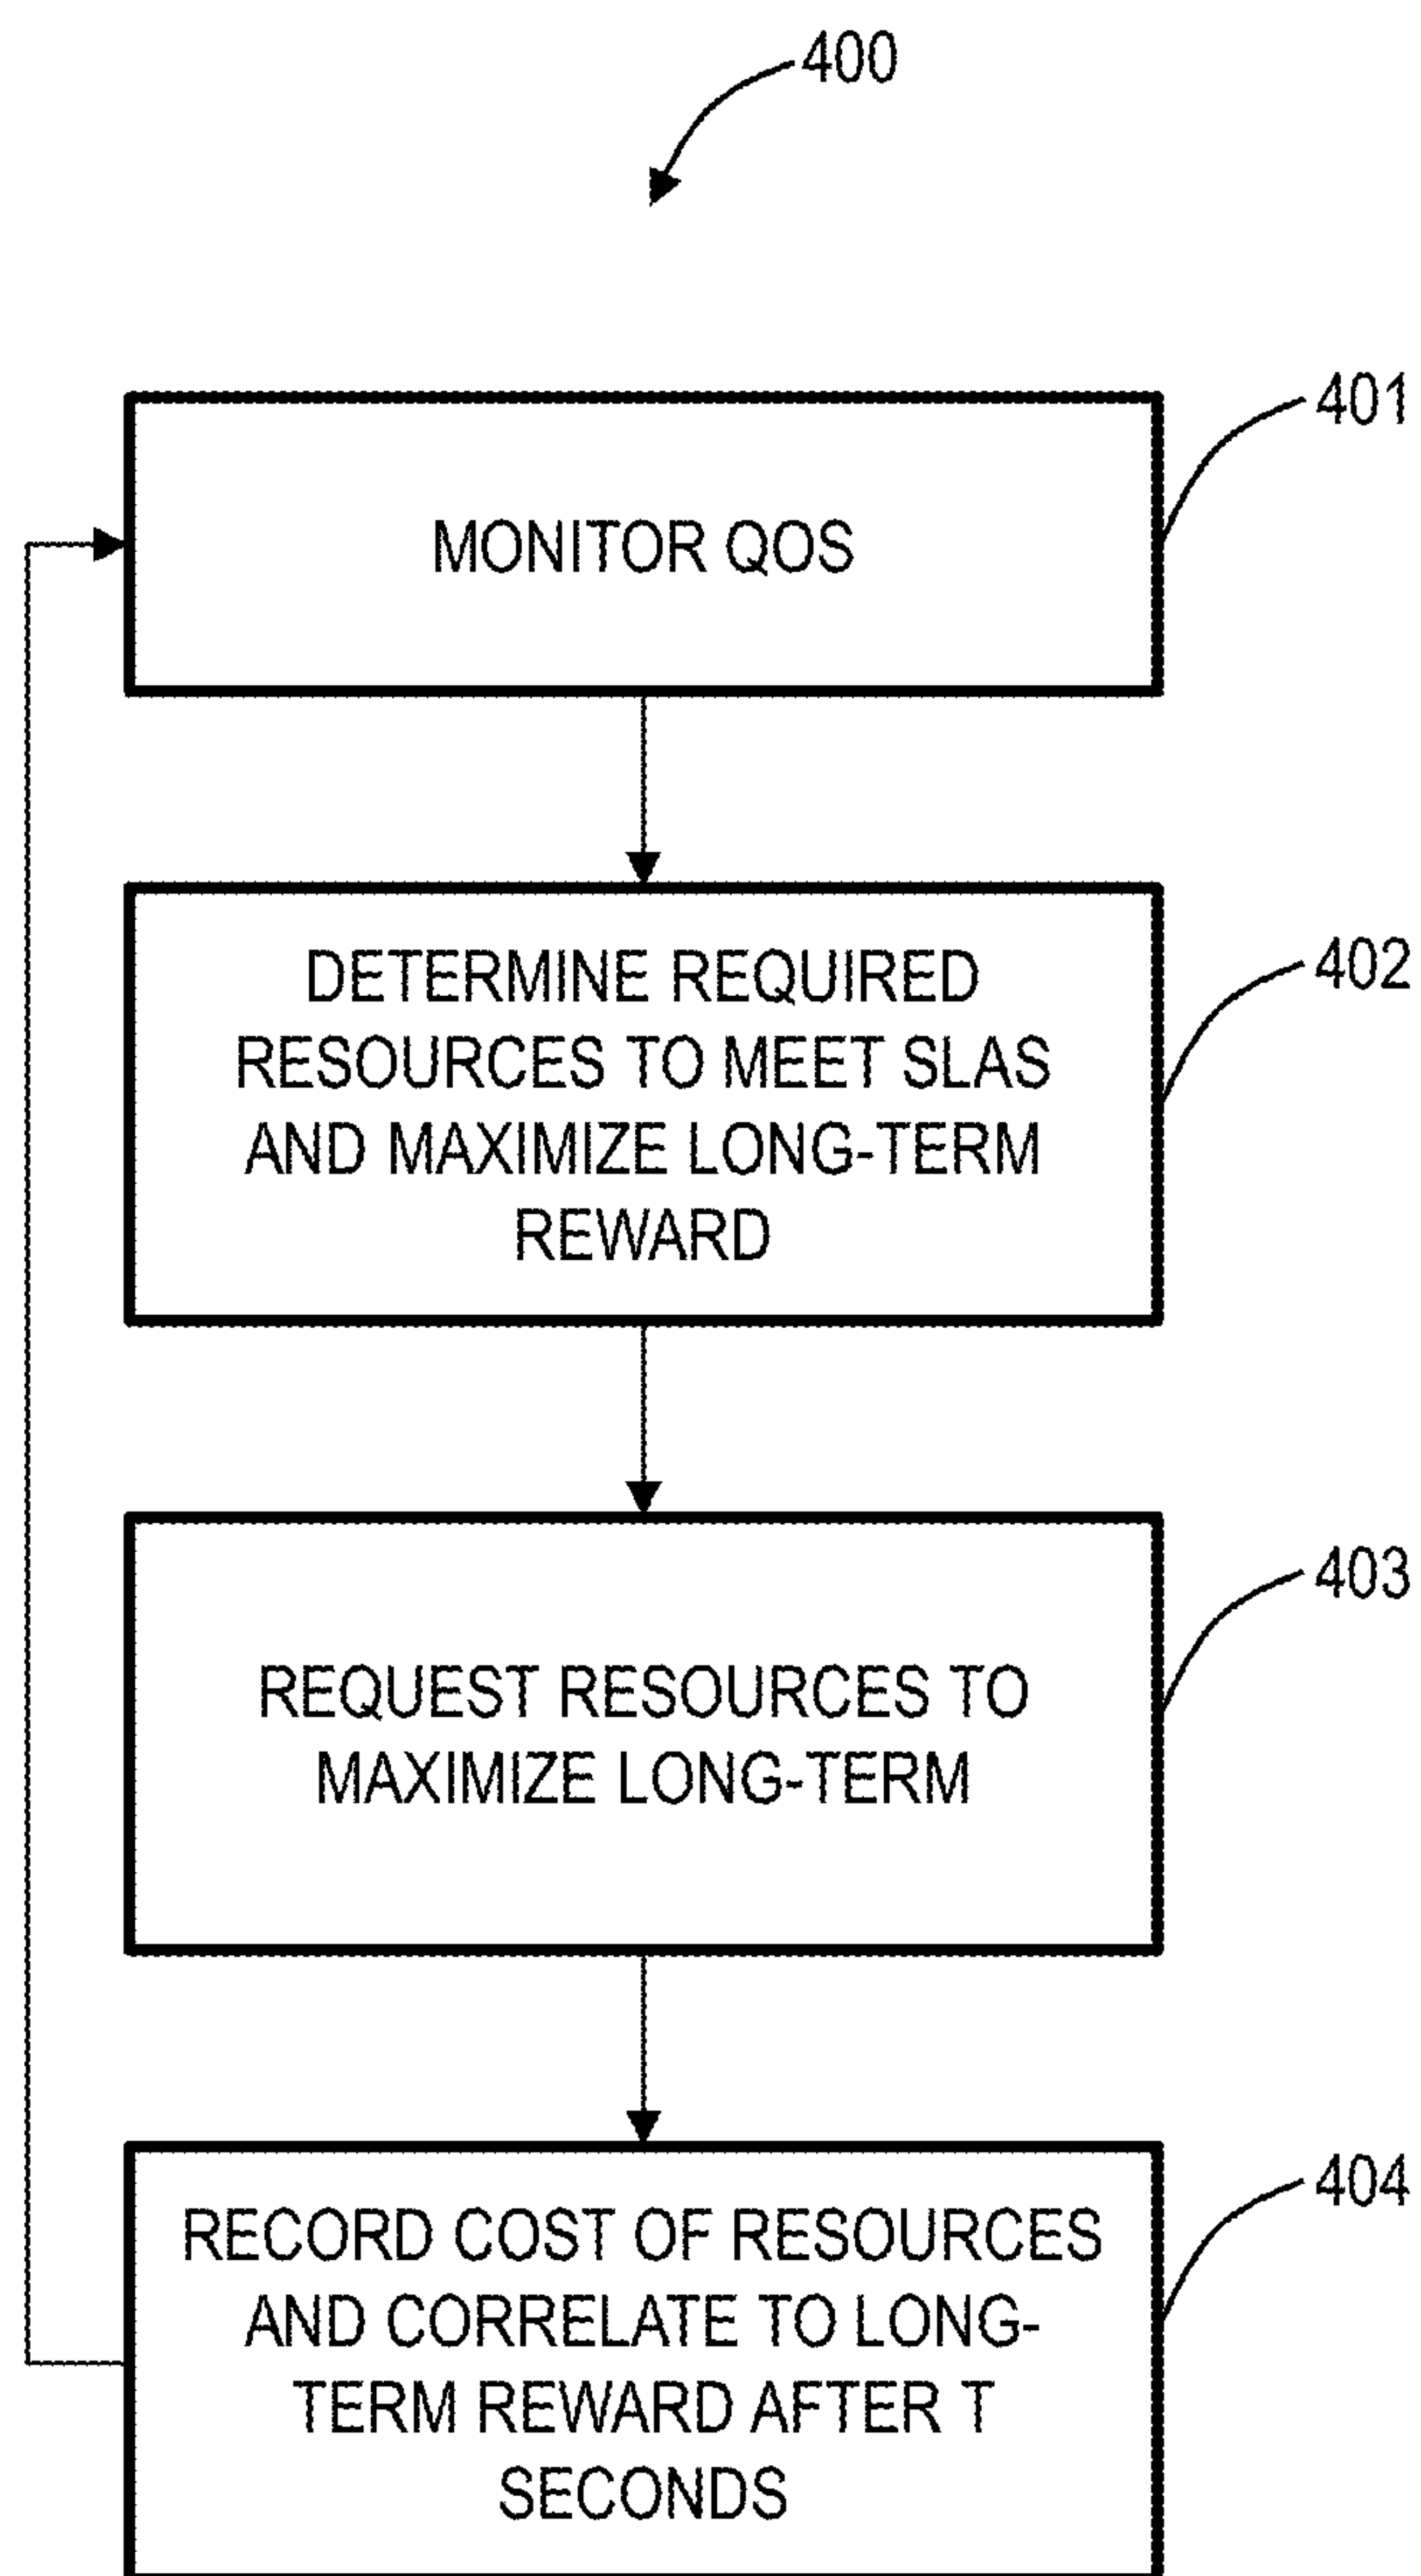 400
401
MONITOR QOS
402
DETERMINE REQUIRED
RESOURCES TO MEET SLAS
AND MAXIMIZE LONG-TERM
REWARD
403
REQUEST RESOURCES TO
MAXIMIZE LONG-TERM
404
RECORD COST OF RESOURCES
AND CORRELATE TO LONG-
TERM REWARD AFTER T
SECONDS